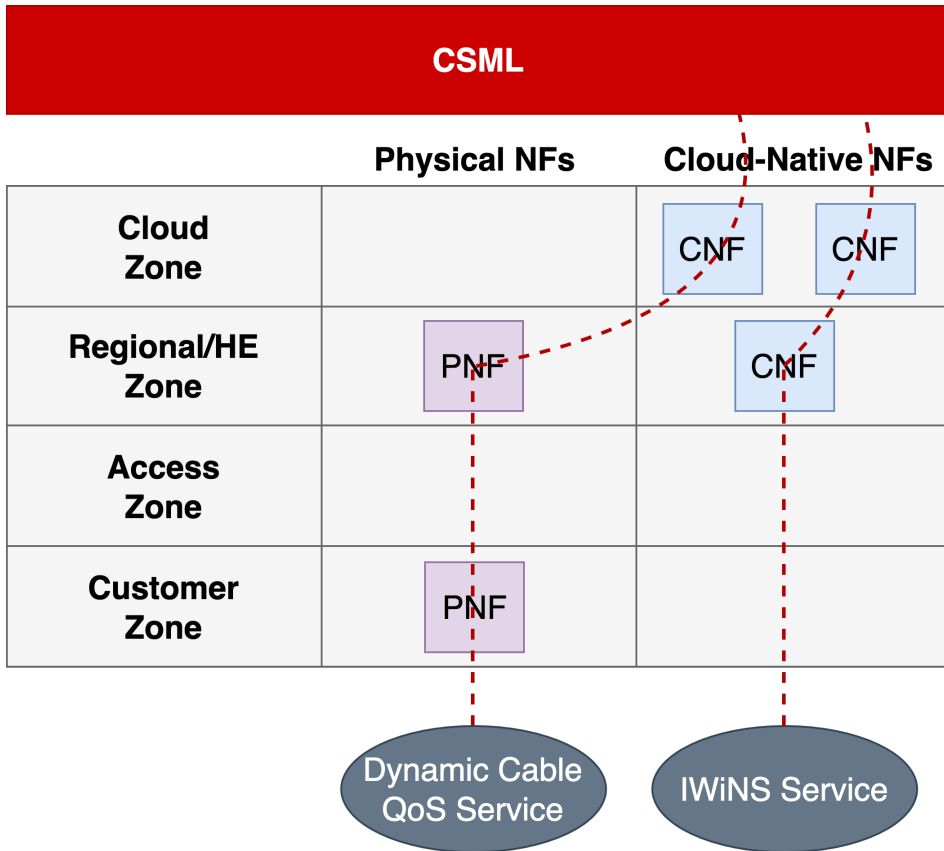 CSML
Physical NFs
Cloud-Native NFs
Cloud
Zone
CNF
CNF
Regional/HE
Zone
PNF
CNF
Access
Zone
Customer
Zone
PNF
Dynamic Cable
QoS Service
IWiNS Service